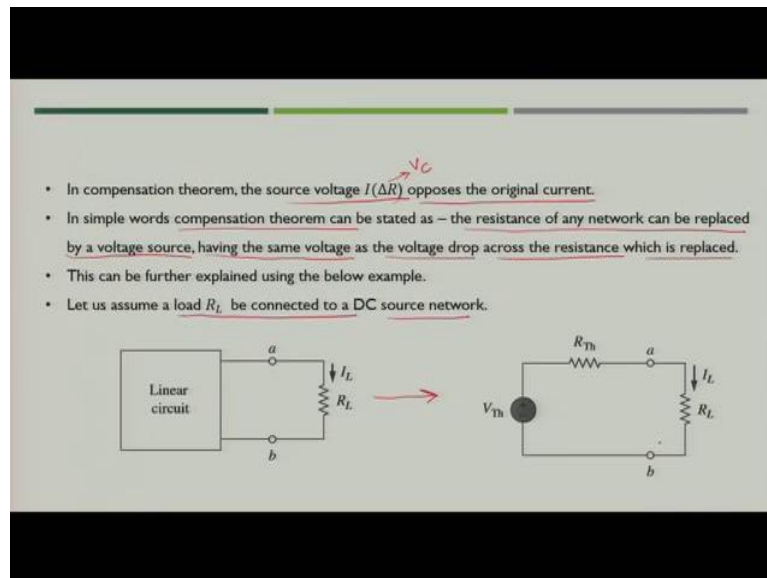 V_C
• In compensation theorem, the source voltage I(ΔR) opposes the original current.
• In simple words compensation theorem can be stated as – the resistance of any network can be replaced
by a voltage source, having the same voltage as the voltage drop across the resistance which is replaced.
• This can be further explained using the below example.
• Let us assume a load R_L be connected to a DC source network.
Linear
circuit
a
I_L
R_L
b
R_Th
V_Th
a
I_L
R_L
b